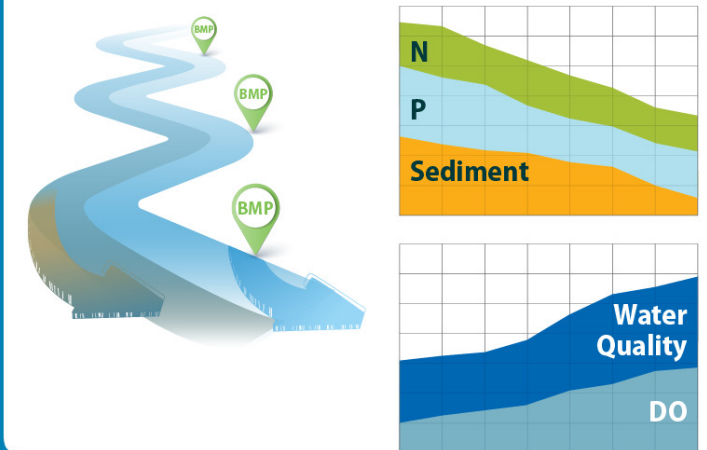 BMP
BMP
BMP
N
P
Sediment
Water
Quality
DO